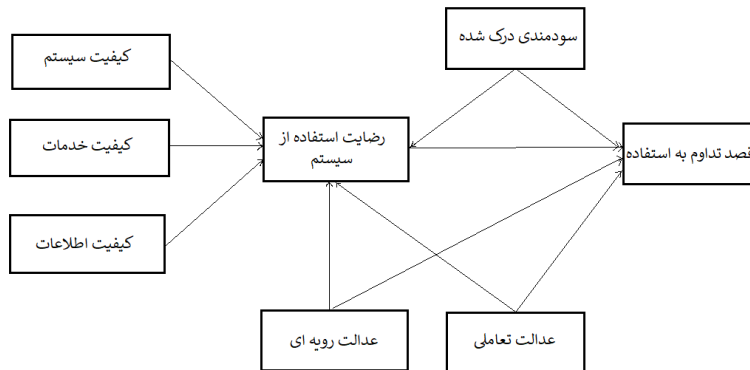 سودمندی درک شده
کیفیت سیستم
رضایت استفاده از
سیستم
قصد تداوم به استفاده
کیفیت خدمات
کیفیت اطلاعات
عدالت رویه ای
عدالت تعاملی